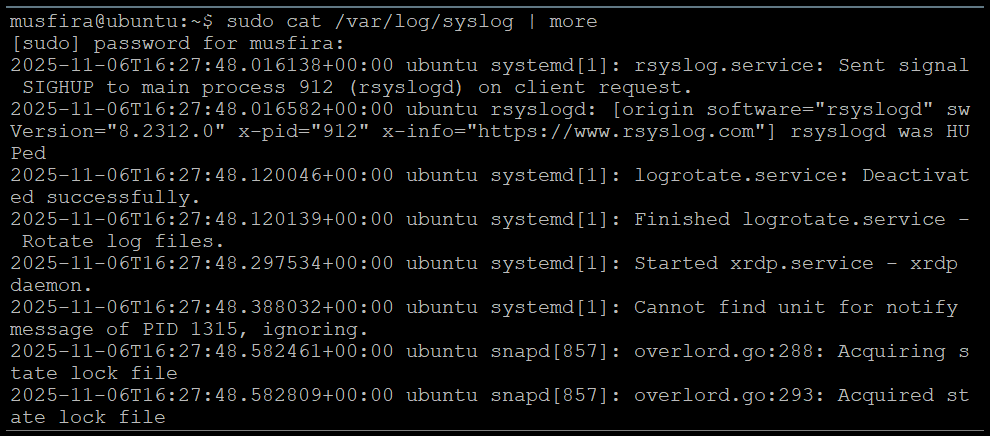 musfira@ubuntu:~$ sudo cat /var/log/syslog | more
[sudo] password for musfira:
2025-11-06T16:27:48.016138+00:00 ubuntu systemd[1]: rsyslog.service: Sent signal
 SIGHUP to main process 912 (rsyslogd) on client request.
2025-11-06T16:27:48.016582+00:00 ubuntu rsyslogd: [origin software="rsyslogd" sw
Version="8.2312.0" x-pid="912" x-info="https://www.rsyslog.com"] rsyslogd was HU
Ped
2025-11-06T16:27:48.120046+00:00 ubuntu systemd[1]: logrotate.service: Deactivat
ed successfully.
2025-11-06T16:27:48.120139+00:00 ubuntu systemd[1]: Finished logrotate.service -
 Rotate log files.
2025-11-06T16:27:48.297534+00:00 ubuntu systemd[1]: Started xrdp.service - xrdp
daemon.
2025-11-06T16:27:48.388032+00:00 ubuntu systemd[1]: Cannot find unit for notify
message of PID 1315, ignoring.
2025-11-06T16:27:48.582461+00:00 ubuntu snapd[857]: overlord.go:288: Acquiring s
tate lock file
2025-11-06T16:27:48.582809+00:00 ubuntu snapd[857]: overlord.go:293: Acquired st
ate lock file